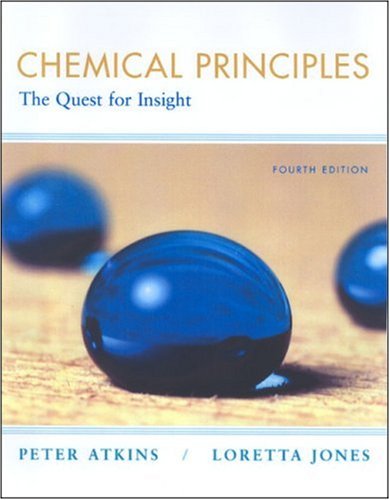 CHEMICAL PRINCIPLES
The Quest for Insight
FOURTH EDITION
PETER ATKINS / LORETTA JONES